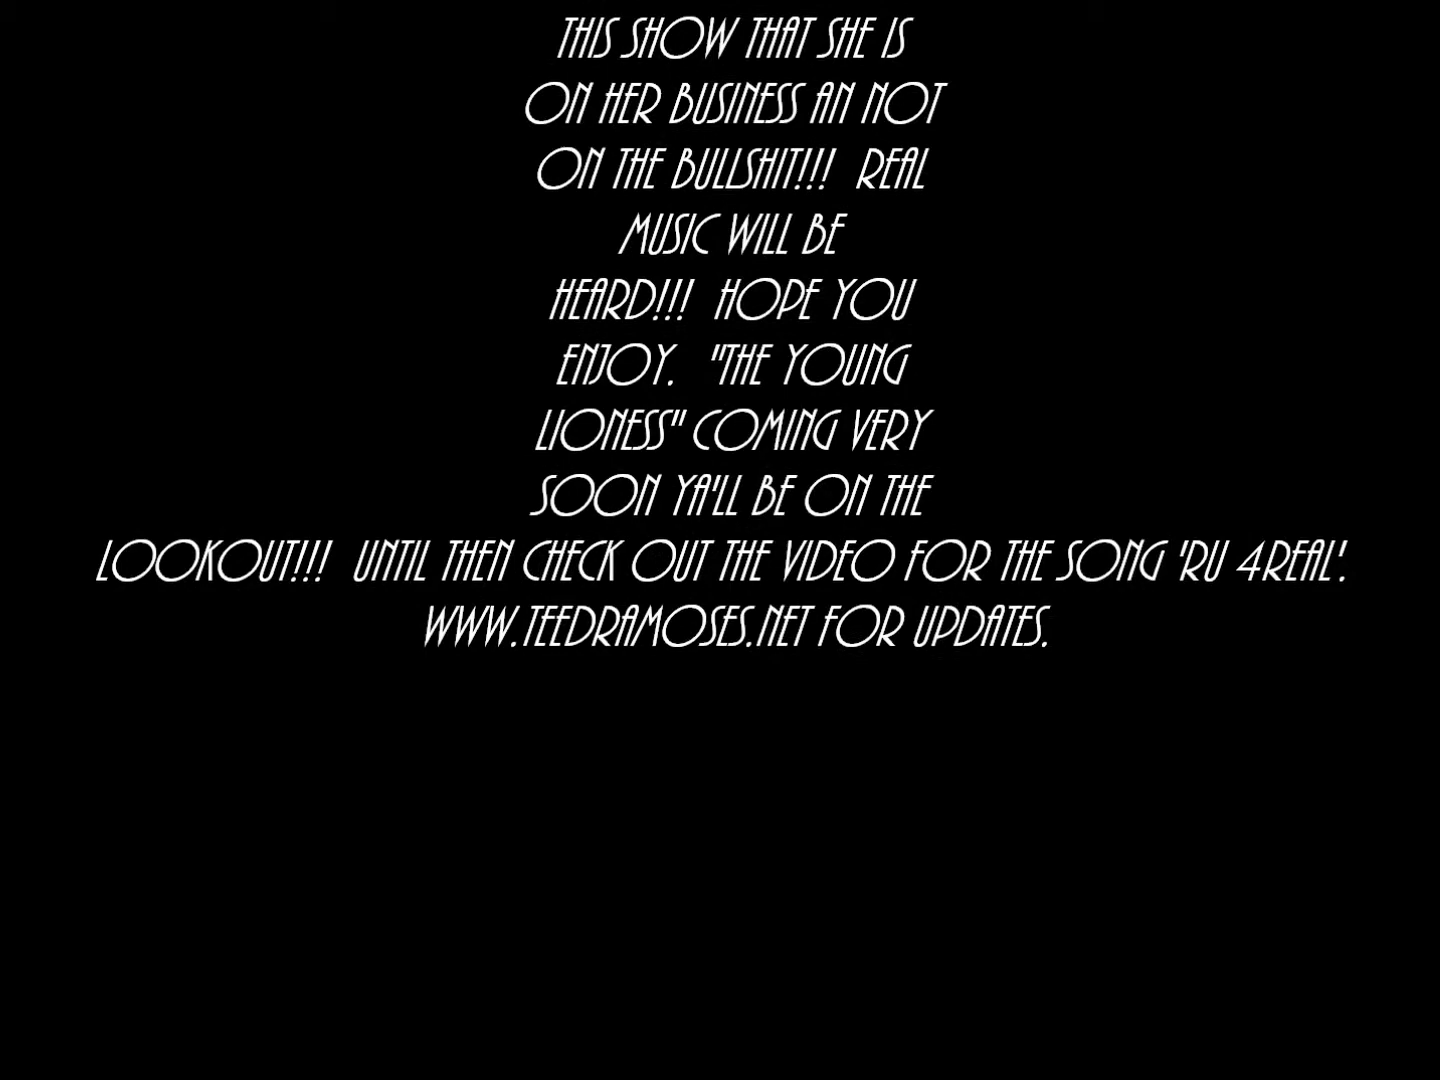 THIS SHOW THAT SHE IS
ON HER BUSINESS AN NOT
ON THE BULLSHIT!!! REAL
MUSIC WILL BE
HEARD!!! HOPE YOU
ENJOY. "THE YOUNG
LIONESS" COMING VERY
SOON YA'LL BE ON THE
LOOKOUT!!! UNTIL THEN CHECK OUT THE VIDEO FOR THE SONG 'RU 4REAL'.
WWW.TEEDRAMOSES.NET FOR UPDATES.